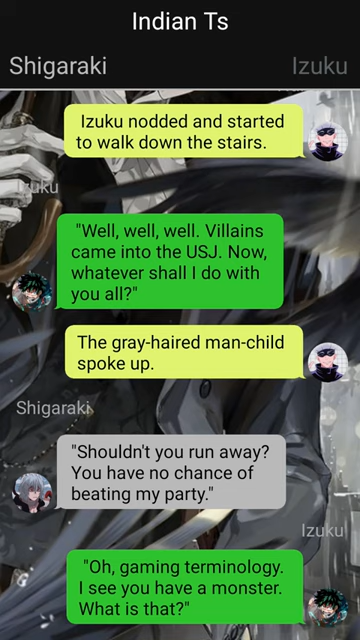 Indian Ts
Shigaraki
Izuku
Izuku nodded and started
to walk down the stairs.
Izuku
"Well, well, well. Villains
came into the USJ. Now,
whatever shall I do with
you all?"
The gray-haired man-child
spoke up.
Shigaraki
"Shouldn't you run away?
You have no chance of
beating my party."
Izuku
"Oh, gaming terminology.
I see you have a monster.
What is that?"